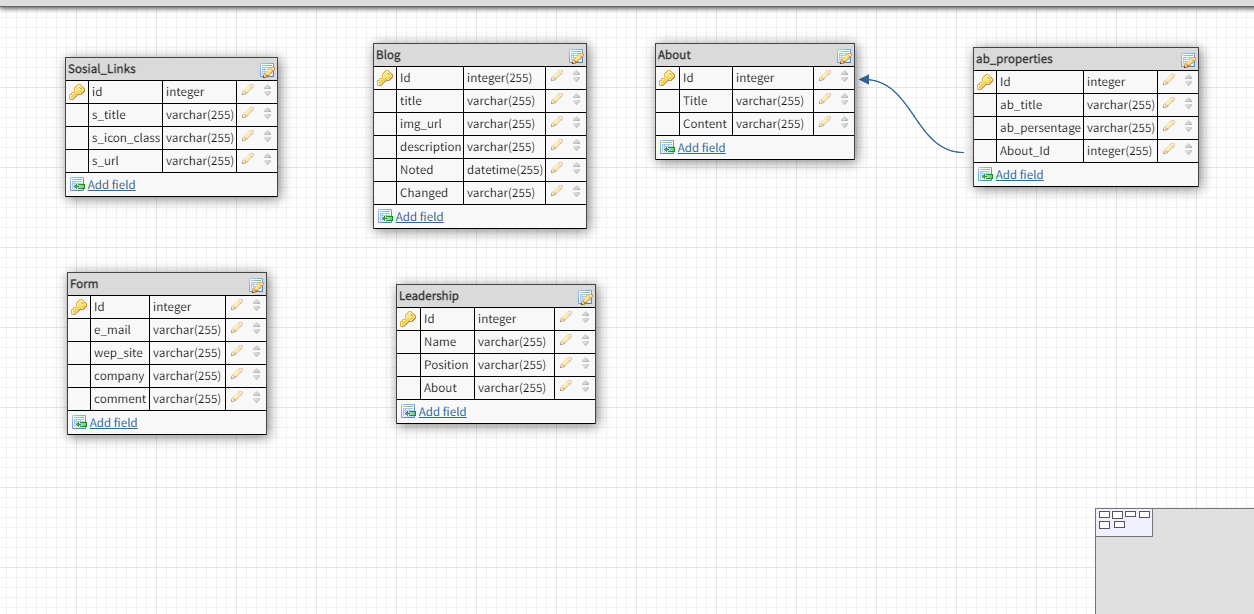 Sosial_Links
id integer
s_title varchar(255)
s_icon_class varchar(255)
s_url varchar(255)
Add field
Blog
Id integer(255)
title varchar(255)
img_url varchar(255)
description varchar(255)
Noted datetime(255)
Changed varchar(255)
Add field
About
Id integer
Title varchar(255)
Content varchar(255)
Add field
ab_properties
Id integer
ab_title varchar(255)
ab_persentage varchar(255)
About_Id integer(255)
Add field
Form
Id integer
e_mail varchar(255)
wep_site varchar(255)
company varchar(255)
comment varchar(255)
Add field
Leadership
Id integer
Name varchar(255)
Position varchar(255)
About varchar(255)
Add field